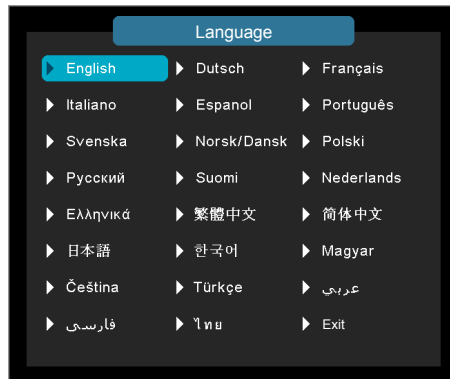 Language
English Dutsch Français
Italiano Espanol Português
Svenska Norsk/Dansk Polski
Русский Suomi Nederlands
Ελληνικά 繁體中文 简体中文
日本語 한국어 Magyar
Čeština Türkçe عربي
فارسی ไทย Exit